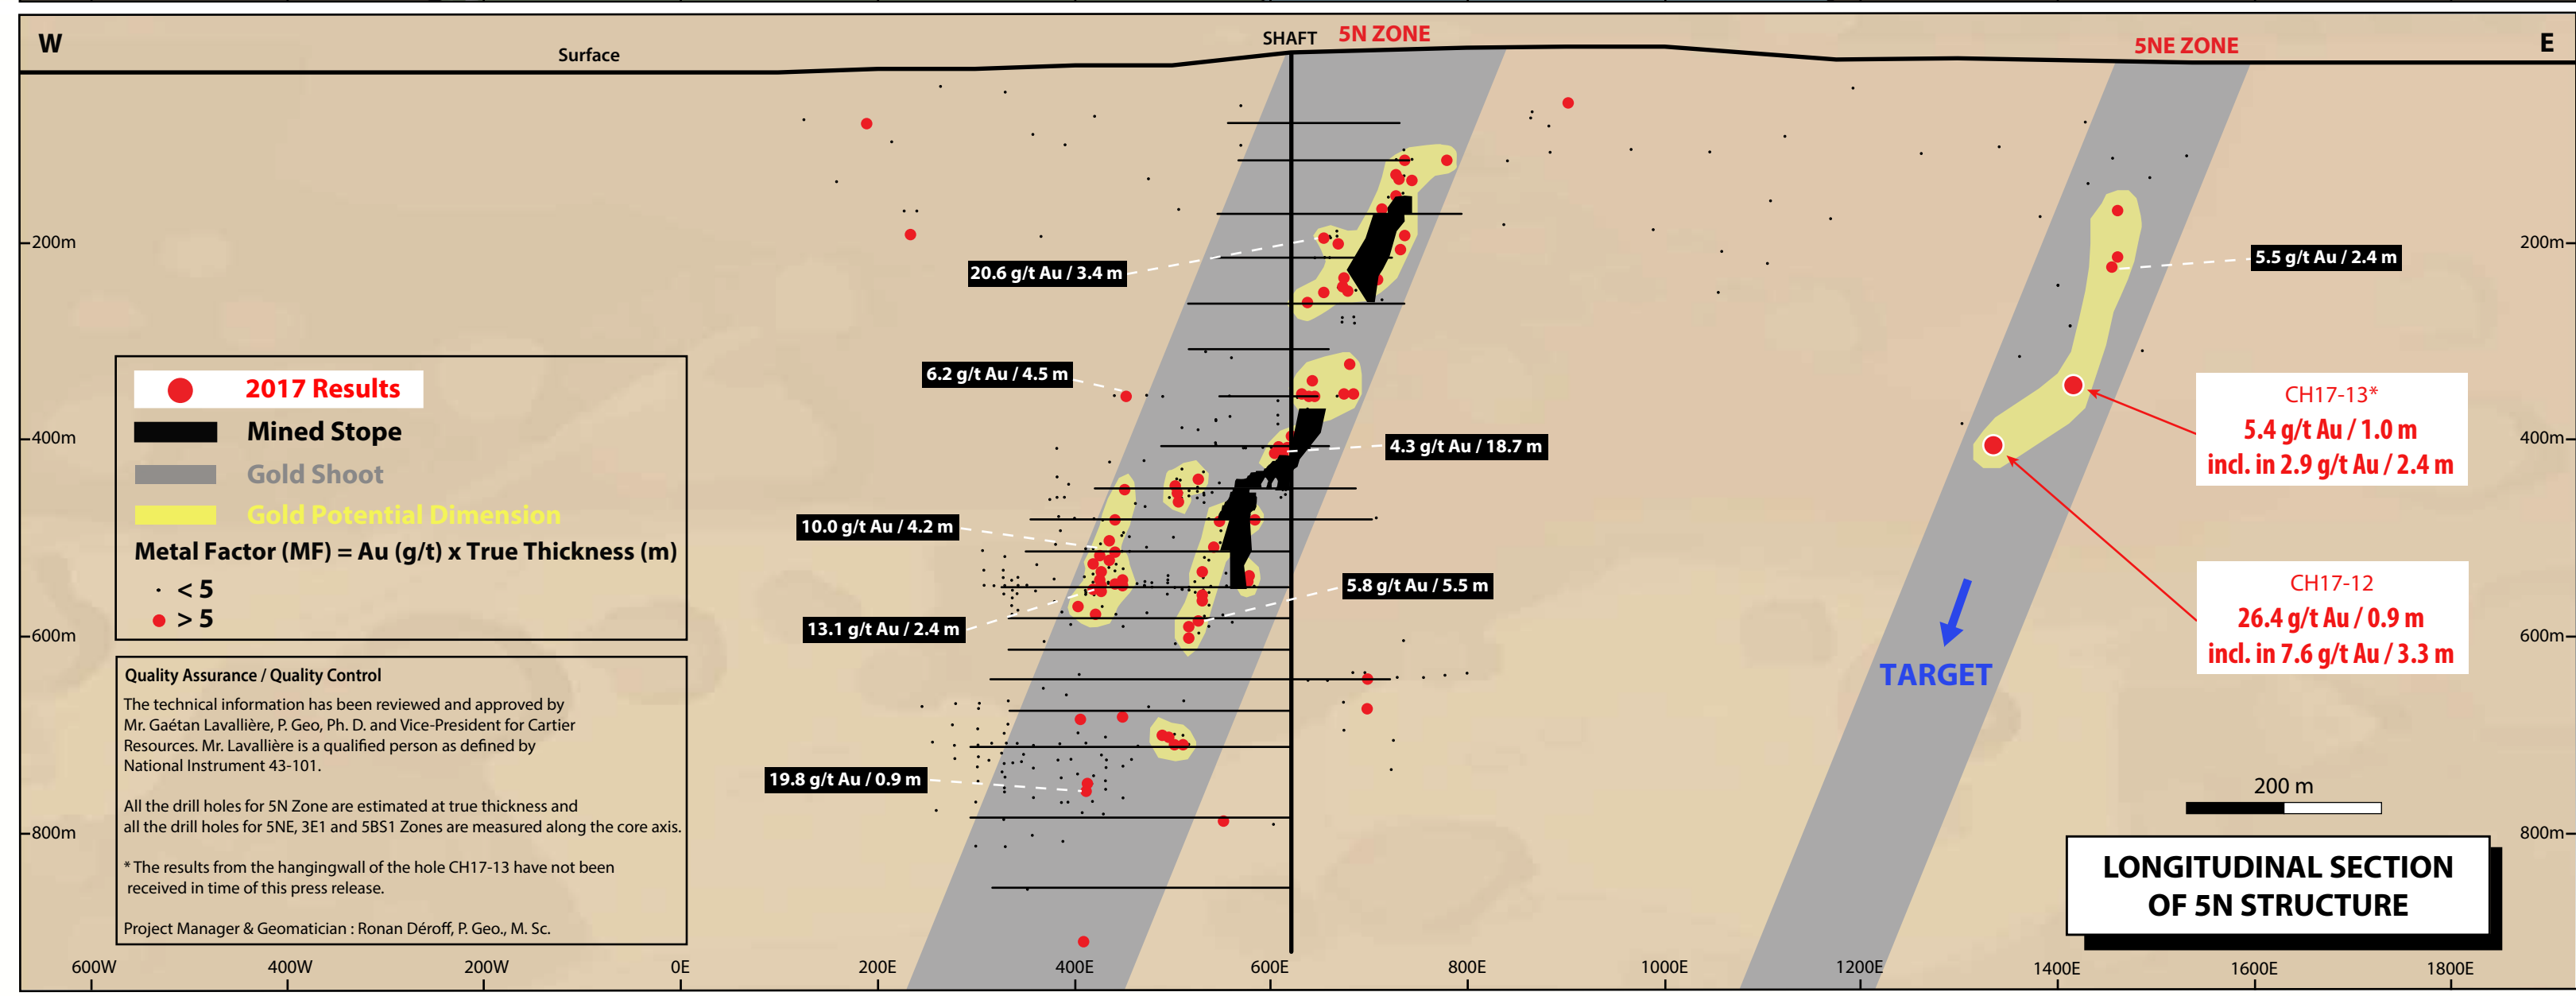 W
Surface
SHAFT
5N ZONE
5NE ZONE
E
200m
200m
20.6 g/t Au / 3.4 m
5.5 g/t Au / 2.4 m
6.2 g/t Au / 4.5 m
2017 Results
Mined Stope
Gold Shoot
Gold Potential Dimension
Metal Factor (MF) = Au (g/t) x True Thickness (m)
< 5
> 5
400m
400m
4.3 g/t Au / 18.7 m
CH17-13*
5.4 g/t Au / 1.0 m
incl. in 2.9 g/t Au / 2.4 m
10.0 g/t Au / 4.2 m
5.8 g/t Au / 5.5 m
13.1 g/t Au / 2.4 m
CH17-12
26.4 g/t Au / 0.9 m
incl. in 7.6 g/t Au / 3.3 m
600m
600m
TARGET
Quality Assurance / Quality Control
The technical information has been reviewed and approved by
Mr. Gaétan Lavallière, P. Geo, Ph. D. and Vice-President for Cartier
Resources. Mr. Lavallière is a qualified person as defined by
National Instrument 43-101.
All the drill holes for 5N Zone are estimated at true thickness and
all the drill holes for 5NE, 3E1 and 5BS1 Zones are measured along the core axis.
* The results from the hangingwall of the hole CH17-13 have not been
received in time of this press release.
Project Manager & Geomatician : Ronan Déroff, P. Geo., M. Sc.
19.8 g/t Au / 0.9 m
200 m
800m
800m
LONGITUDINAL SECTION
OF 5N STRUCTURE
600W
400W
200W
0E
200E
400E
600E
800E
1000E
1200E
1400E
1600E
1800E